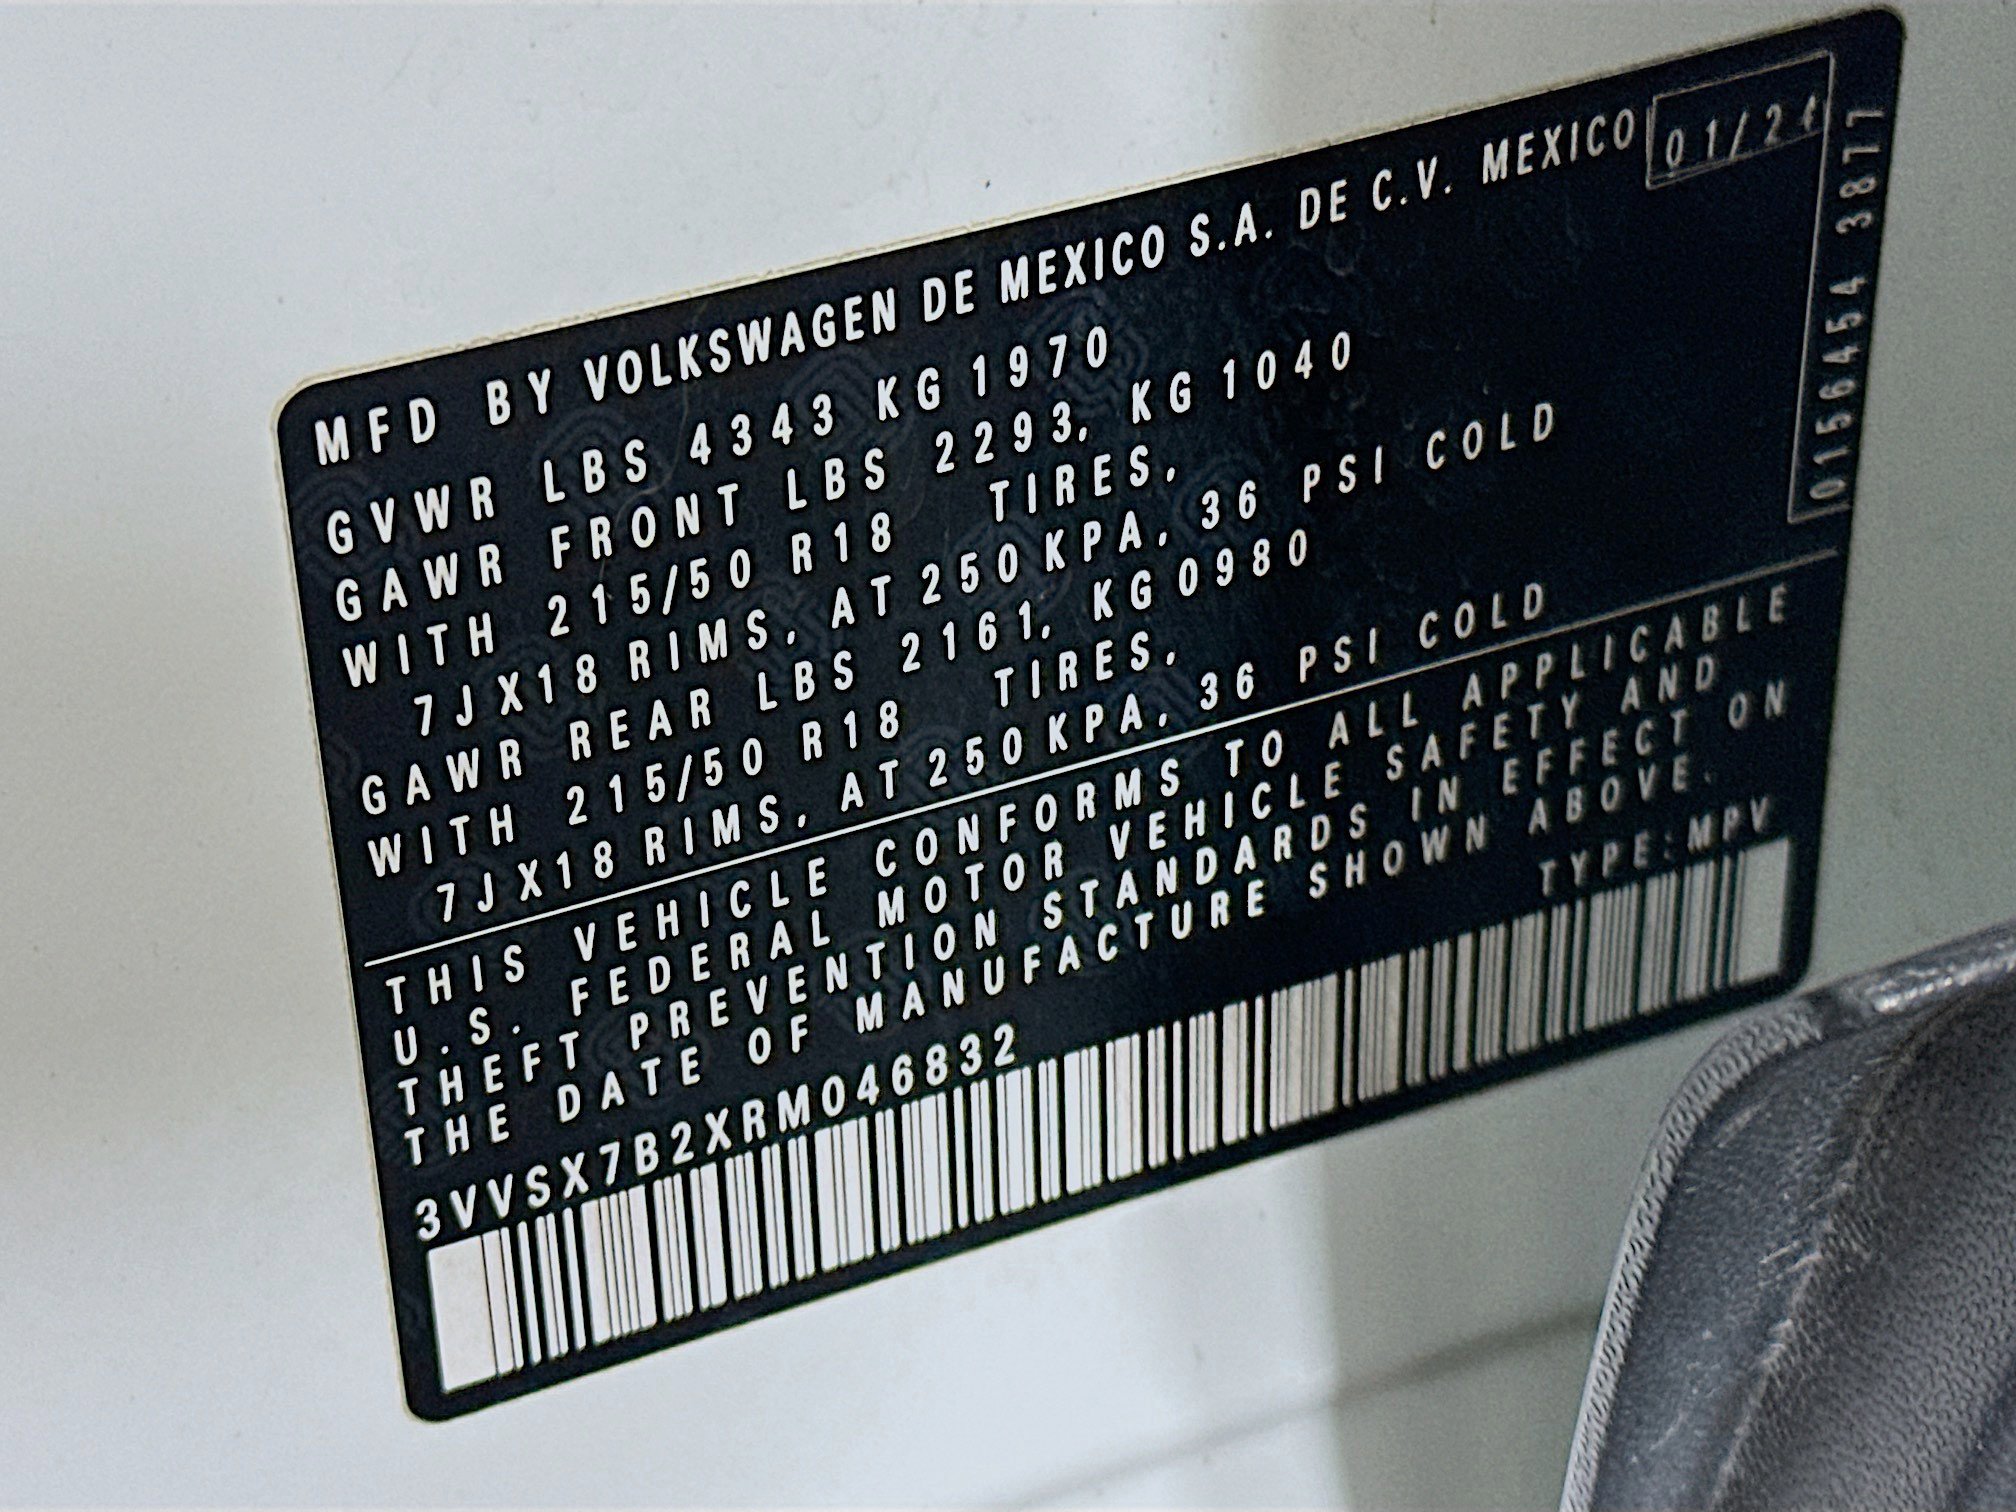 MFD BY VOLKSWAGEN DE MEXICO S.A. DE C.V. MEXICO 01/24
GVWR LBS 4343 KG 1970
GAWR FRONT LBS 2293, KG 1040
WITH 215/50 R18 TIRES,
7JX18 RIMS, AT 250 KPA, 36 PSI COLD
GAWR REAR LBS 2161, KG 0980
WITH 215/50 R18 TIRES,
7JX18 RIMS, AT 250 KPA, 36 PSI COLD
THIS VEHICLE CONFORMS TO ALL APPLICABLE
U.S. FEDERAL MOTOR VEHICLE SAFETY AND
THEFT PREVENTION STANDARDS IN EFFECT ON
THE DATE OF MANUFACTURE SHOWN ABOVE.
TYPE: MPV
3VVSX7B2XRM046832
0156454 3877